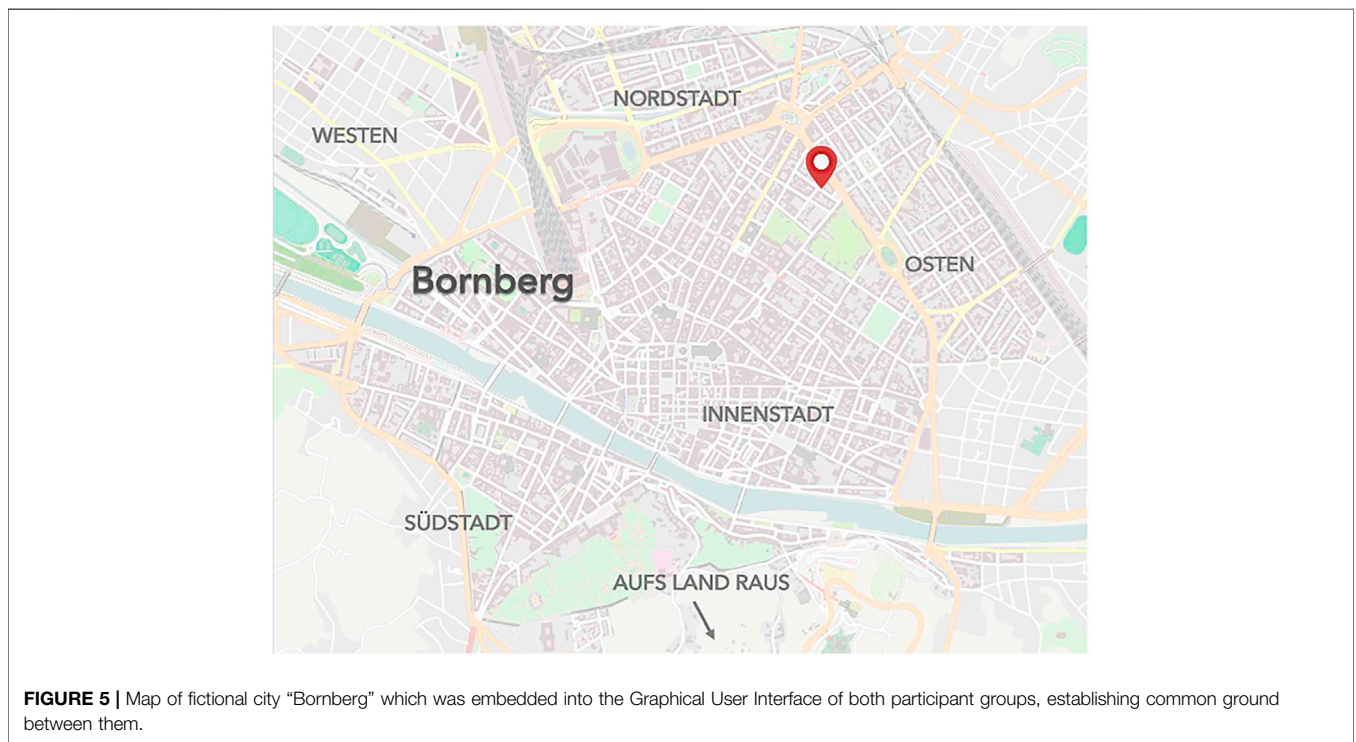 NORDSTADT
WESTEN
OSTEN
Bornberg
INNENSTADT
SÜDSTADT
AUFS LAND RAUS
FIGURE 5 | Map of fictional city “Bornberg” which was embedded into the Graphical User Interface of both participant groups, establishing common ground
between them.